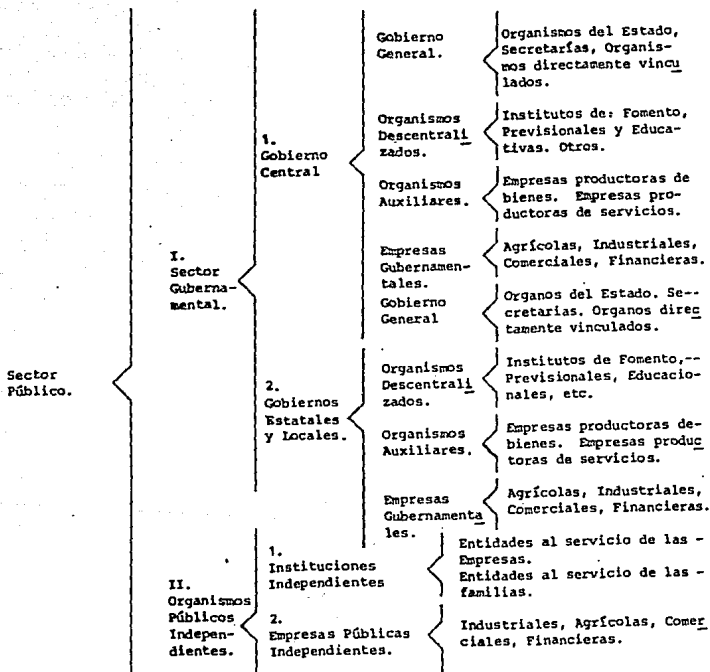 Sector
Público.
I.
Sector
Guberna-
mental.
1.
Gobierno
Central
Gobierno
General.
Organismos del Estado,
Secretarías, Organis-
mos directamente vincu
lados.
Organismos
Descentrali
zados.
Institutos de: Fomento,
Previsionales y Educa-
tivas. Otros.
Organismos
Auxiliares.
Empresas productoras de
bienes. Empresas pro-
ductoras de servicios.
Empresas
Gubernamen-
tales.
Agrícolas, Industriales,
Comerciales, Financieras.
2.
Gobiernos
Estatales
y Locales.
Gobierno
General
Organos del Estado. Se--
cretarias. Organos direc
tamente vinculados.
Organismos
Descentrali
zados.
Institutos de Fomento,--
Previsionales, Educacio-
nales, etc.
Organismos
Auxiliares.
Empresas productoras de-
bienes. Empresas produc
toras de servicios.
Empresas
Gubernamenta
les.
Agrícolas, Industriales,
Comerciales, Financieras.
II.
Organismos
Públicos
Indepen-
dientes.
1.
Instituciones
Independientes
Entidades al servicio de las -
Empresas.
Entidades al servicio de las -
familias.
2.
Empresas Públicas
Independientes.
Industriales, Agrícolas, Comer
ciales, Financieras.